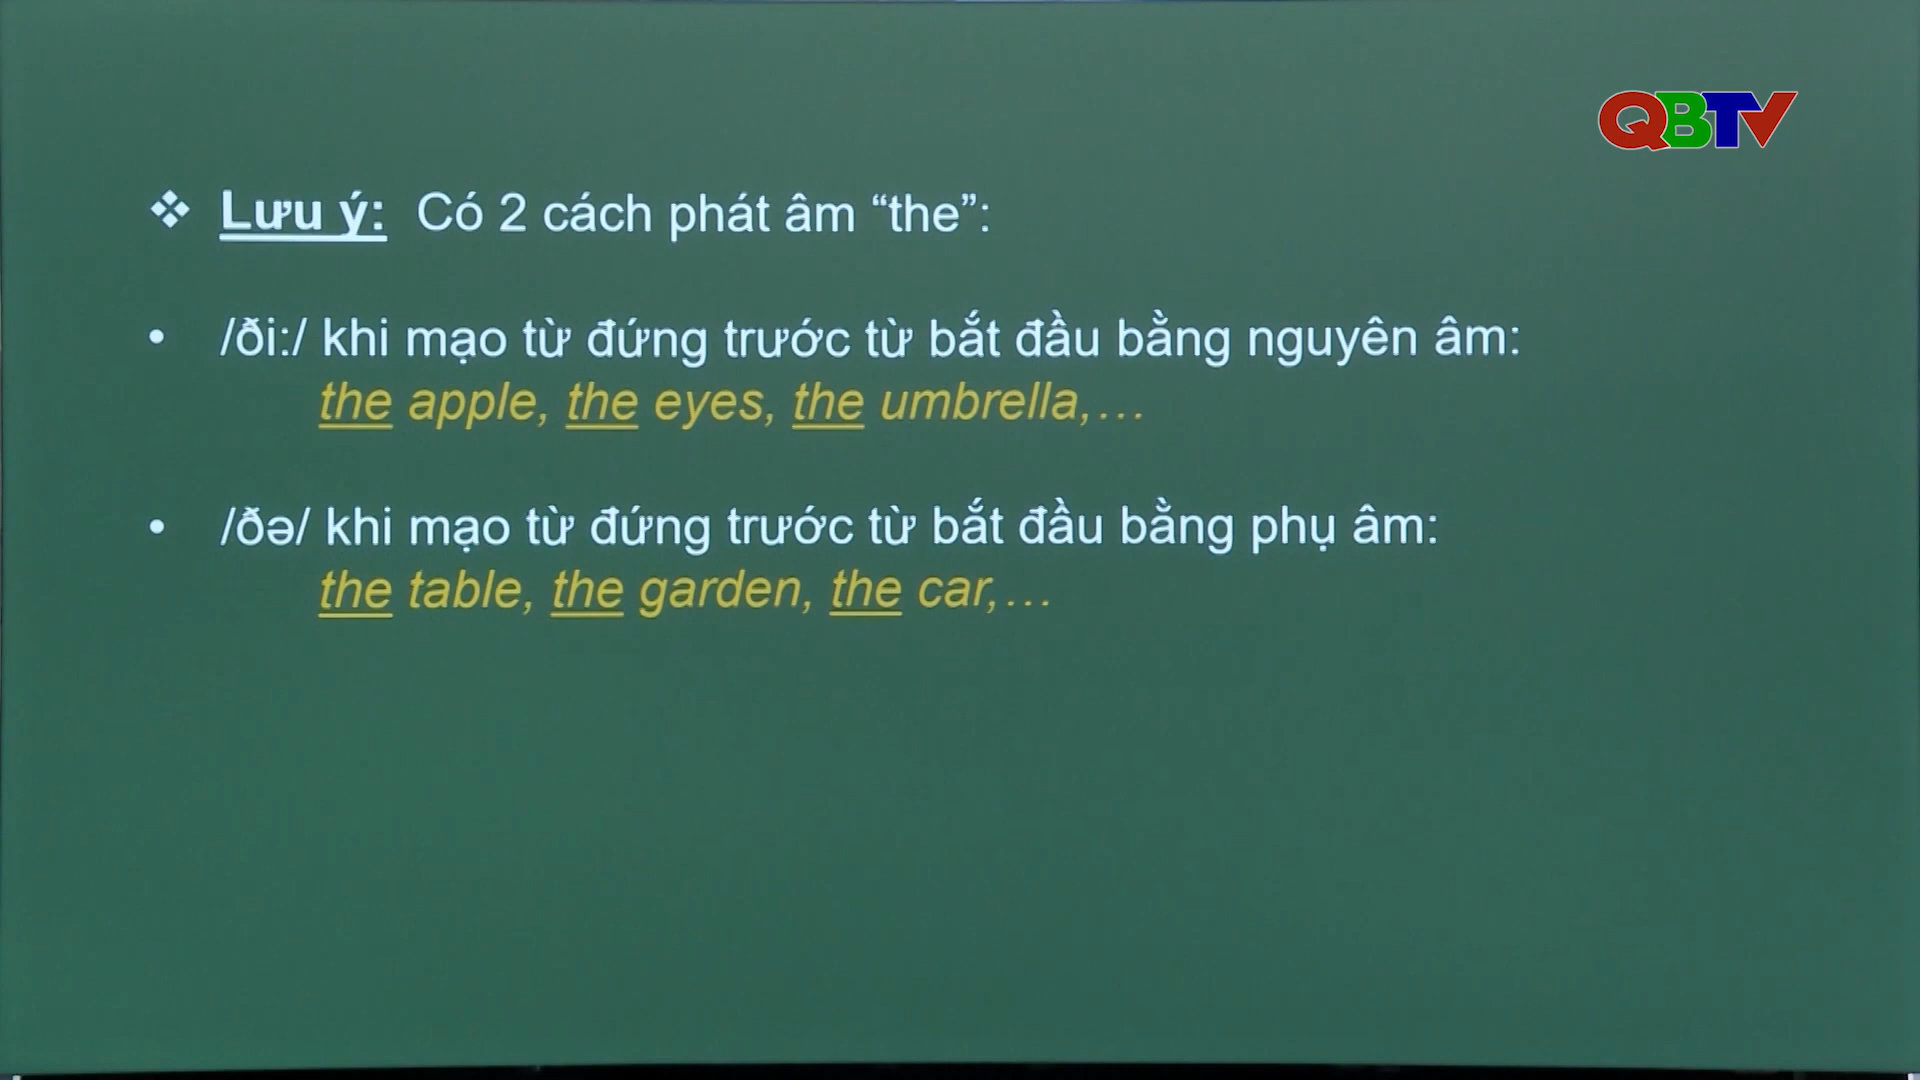 QBTV
❖ Lưu ý: Có 2 cách phát âm “the”:
• /ði:/ khi mạo từ đứng trước từ bắt đầu bằng nguyên âm:
the apple, the eyes, the umbrella,…
• /ðə/ khi mạo từ đứng trước từ bắt đầu bằng phụ âm:
the table, the garden, the car,…